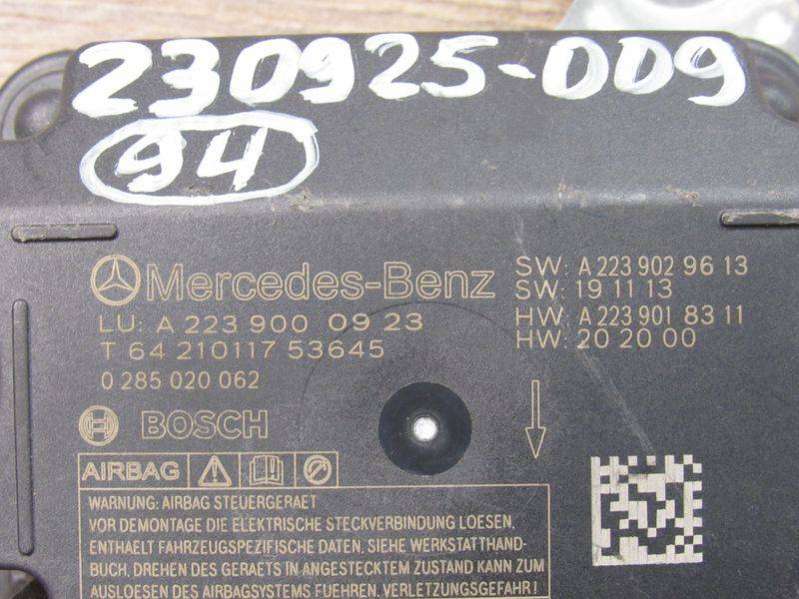 230925-009
94
Mercedes-Benz
LU: A 223 900 0923
T 64 210117 53645
0 285 020 062
SW: A 223 902 96 13
SW: 19 11 13
HW: A 223 901 83 11
HW: 20 20 00
BOSCH
AIRBAG
WARNUNG: AIRBAG STEUERGERAET
VOR DEMONTAGE DIE ELEKTRISCHE STECKVERBINDUNG LOESEN,
ENTHAELT FAHRZEUGSPEZIFISCHE DATEN. SIEHE WERKSTATTHAND-
BUCH, DREHEN DES GERAETS IN ANGESTECKTEM ZUSTAND KANN ZUM
AUSLOESEN DES AIRBAGSYSTEMS FUEHREN. VERLETZUNGSGEFAHR!